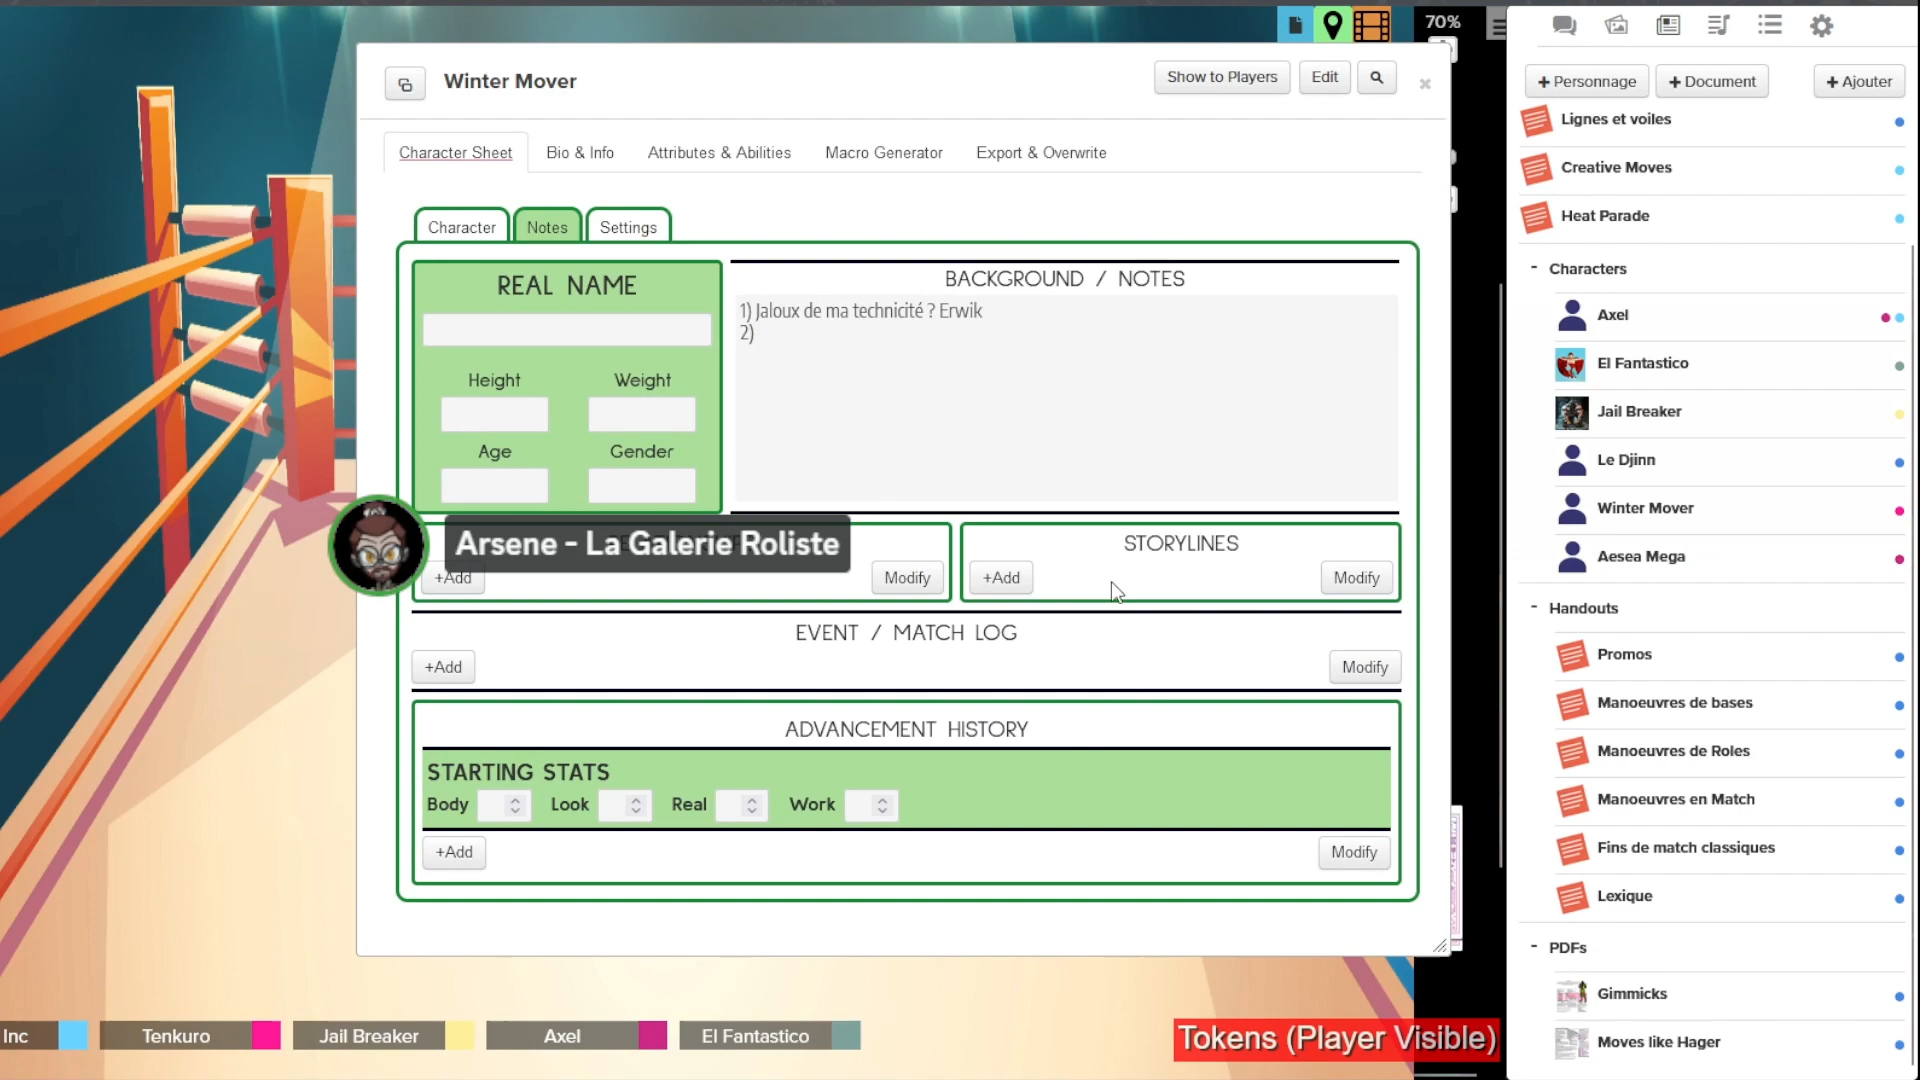 70%
Winter Mover
Show to Players
Edit
Character Sheet
Bio & Info
Attributes & Abilities
Macro Generator
Export & Overwrite
Character
Notes
Settings
REAL NAME
Height
Weight
Age
Gender
BACKGROUND / NOTES
1) Jaloux de ma technicité ? Erwik
2)
Arsene - La Galerie Roliste
+Add
Modify
STORYLINES
+Add
Modify
EVENT / MATCH LOG
+Add
Modify
ADVANCEMENT HISTORY
STARTING STATS
Body
Look
Real
Work
+Add
Modify
Inc
Tenkuro
Jail Breaker
Axel
El Fantastico
Tokens (Player Visible)
+ Personnage
+ Document
+ Ajouter
Lignes et voiles
Creative Moves
Heat Parade
- Characters
Axel
El Fantastico
Jail Breaker
Le Djinn
Winter Mover
Aesea Mega
- Handouts
Promos
Manoeuvres de bases
Manoeuvres de Roles
Manoeuvres en Match
Fins de match classiques
Lexique
- PDFs
Gimmicks
Moves like Hager